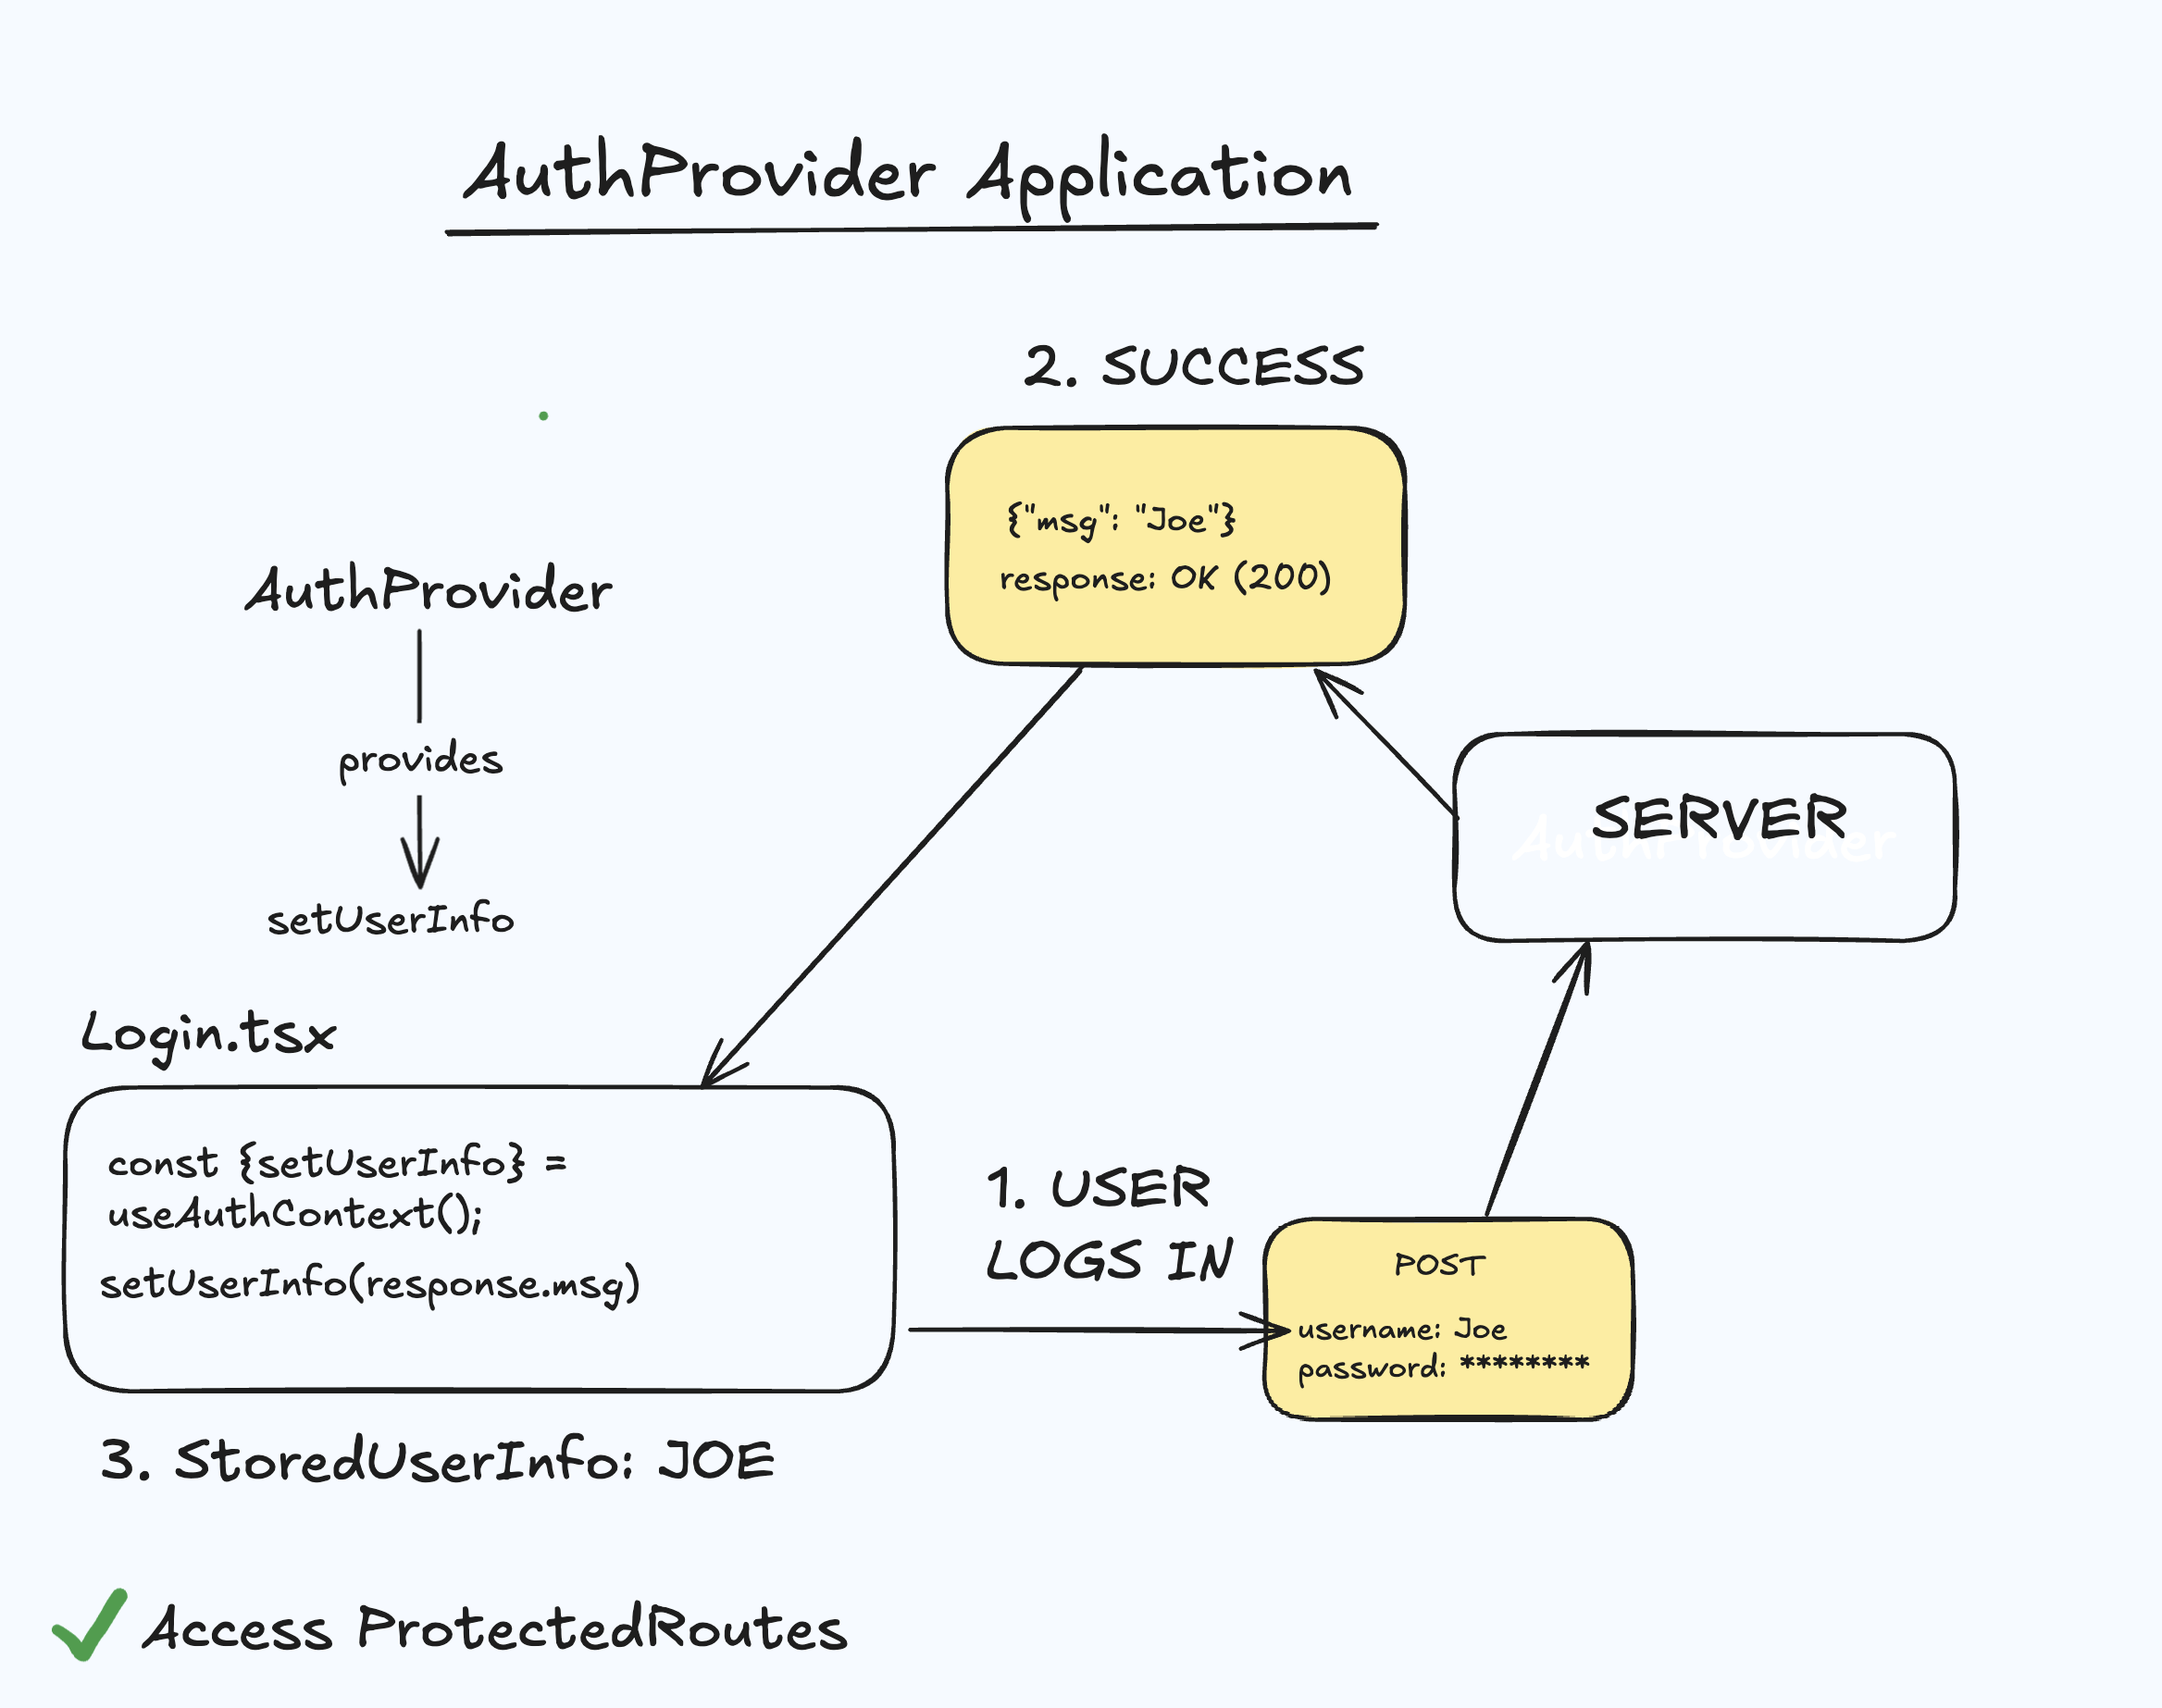 AuthProvider Application
2. SUCCESS
{"msg": "Joe"}
response: OK (200)
AuthProvider
provides
setUserInfo
SERVER
AuthProvider
Login.tsx
const {setUserInfo} =
useAuthContext();
setUserInfo(response.msg)
1. USER
LOGS IN
POST
username: Joe
password: ********
3. StoredUserInfo: JOE
Access ProtectedRoutes